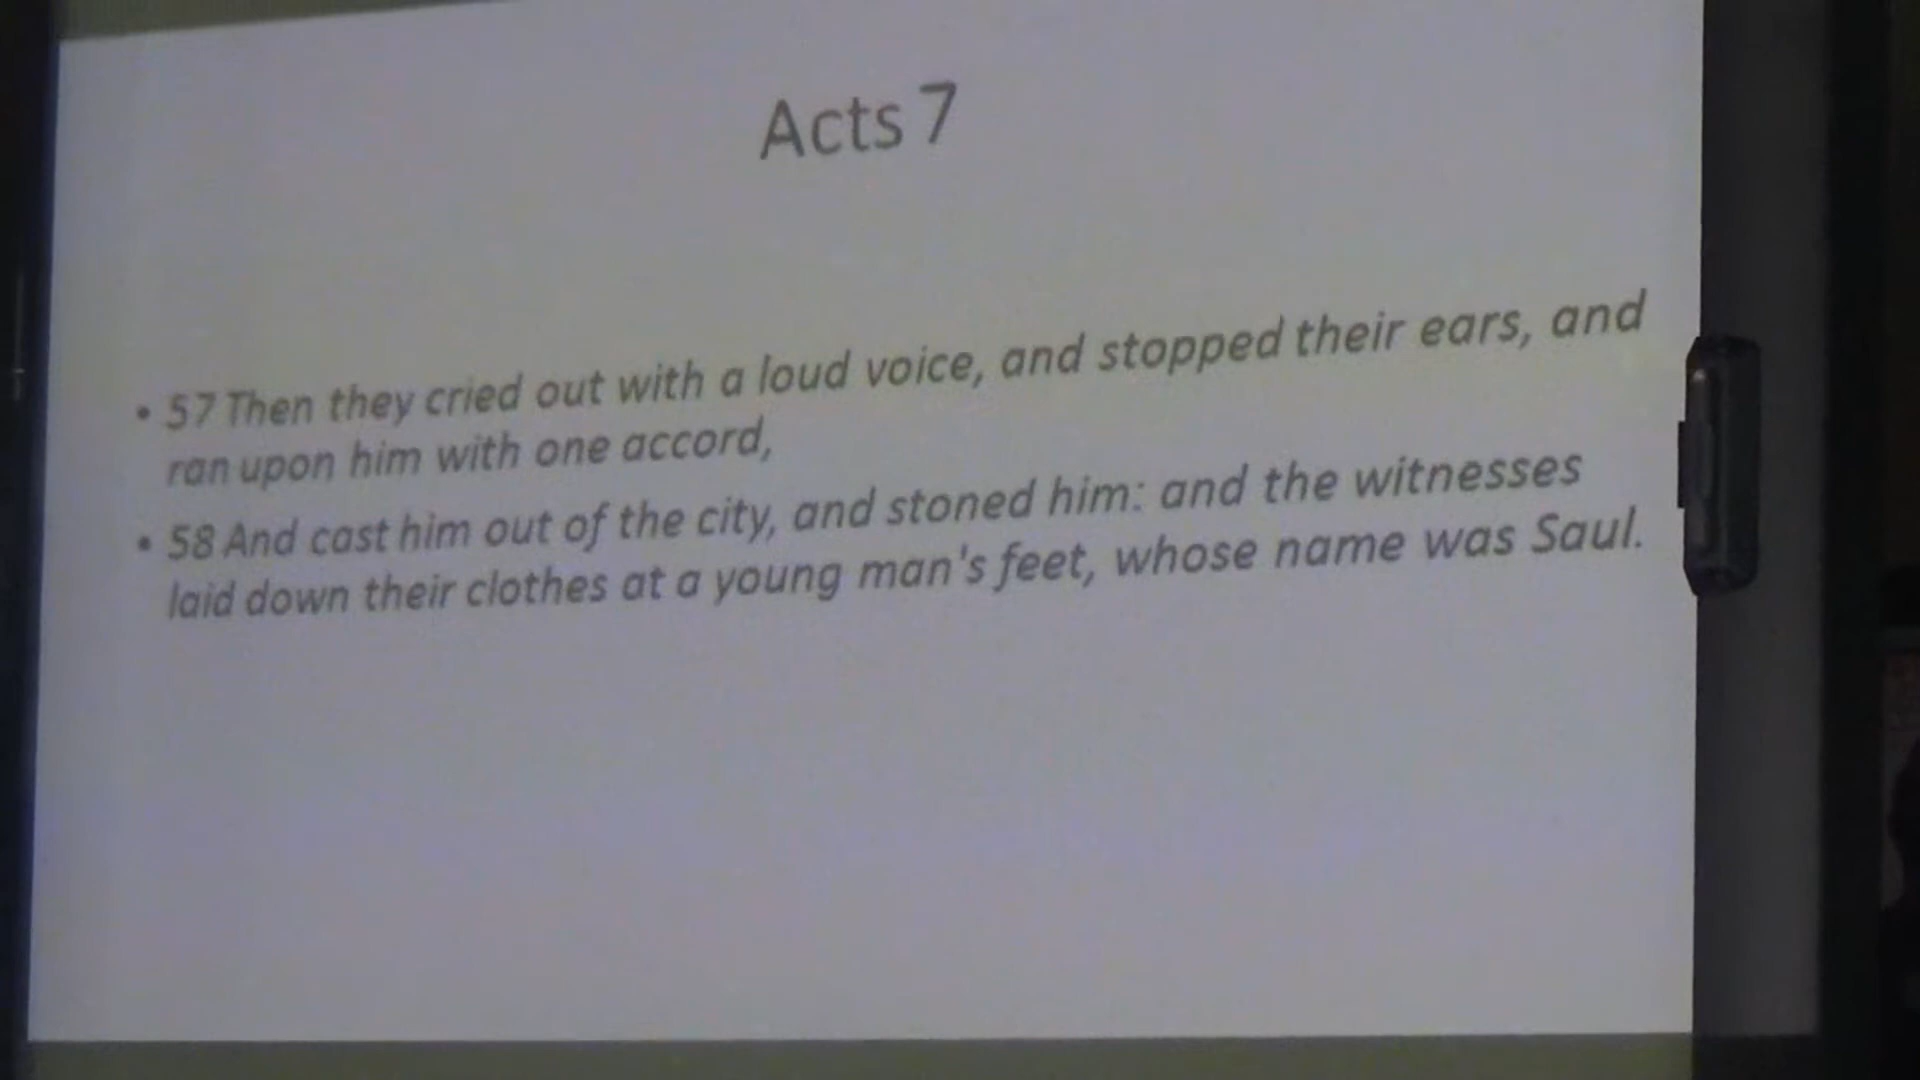 Acts 7
• 57 Then they cried out with a loud voice, and stopped their ears, and
ran upon him with one accord,
• 58 And cast him out of the city, and stoned him: and the witnesses
laid down their clothes at a young man's feet, whose name was Saul.